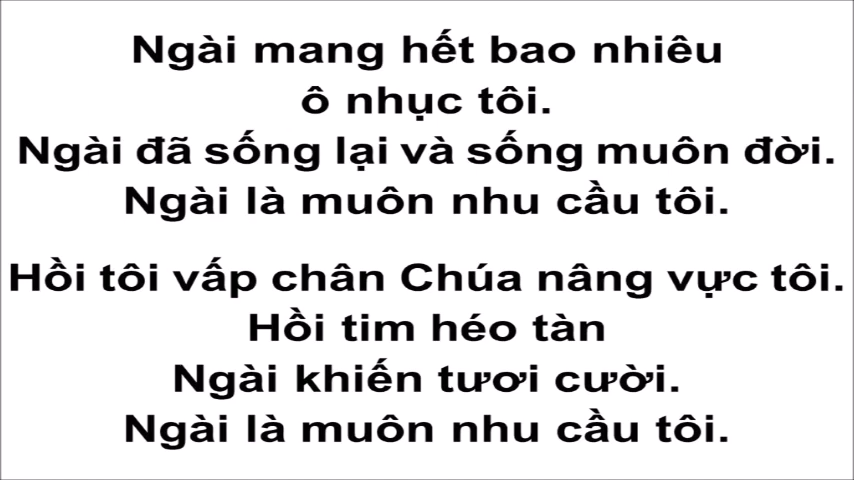 Ngài mang hết bao nhiêu
ô nhục tôi.
Ngài đã sống lại và sống muôn đời.
Ngài là muôn nhu cầu tôi.
Hồi tôi vấp chân Chúa nâng vực tôi.
Hồi tim héo tàn
Ngài khiến tươi cười.
Ngài là muôn nhu cầu tôi.